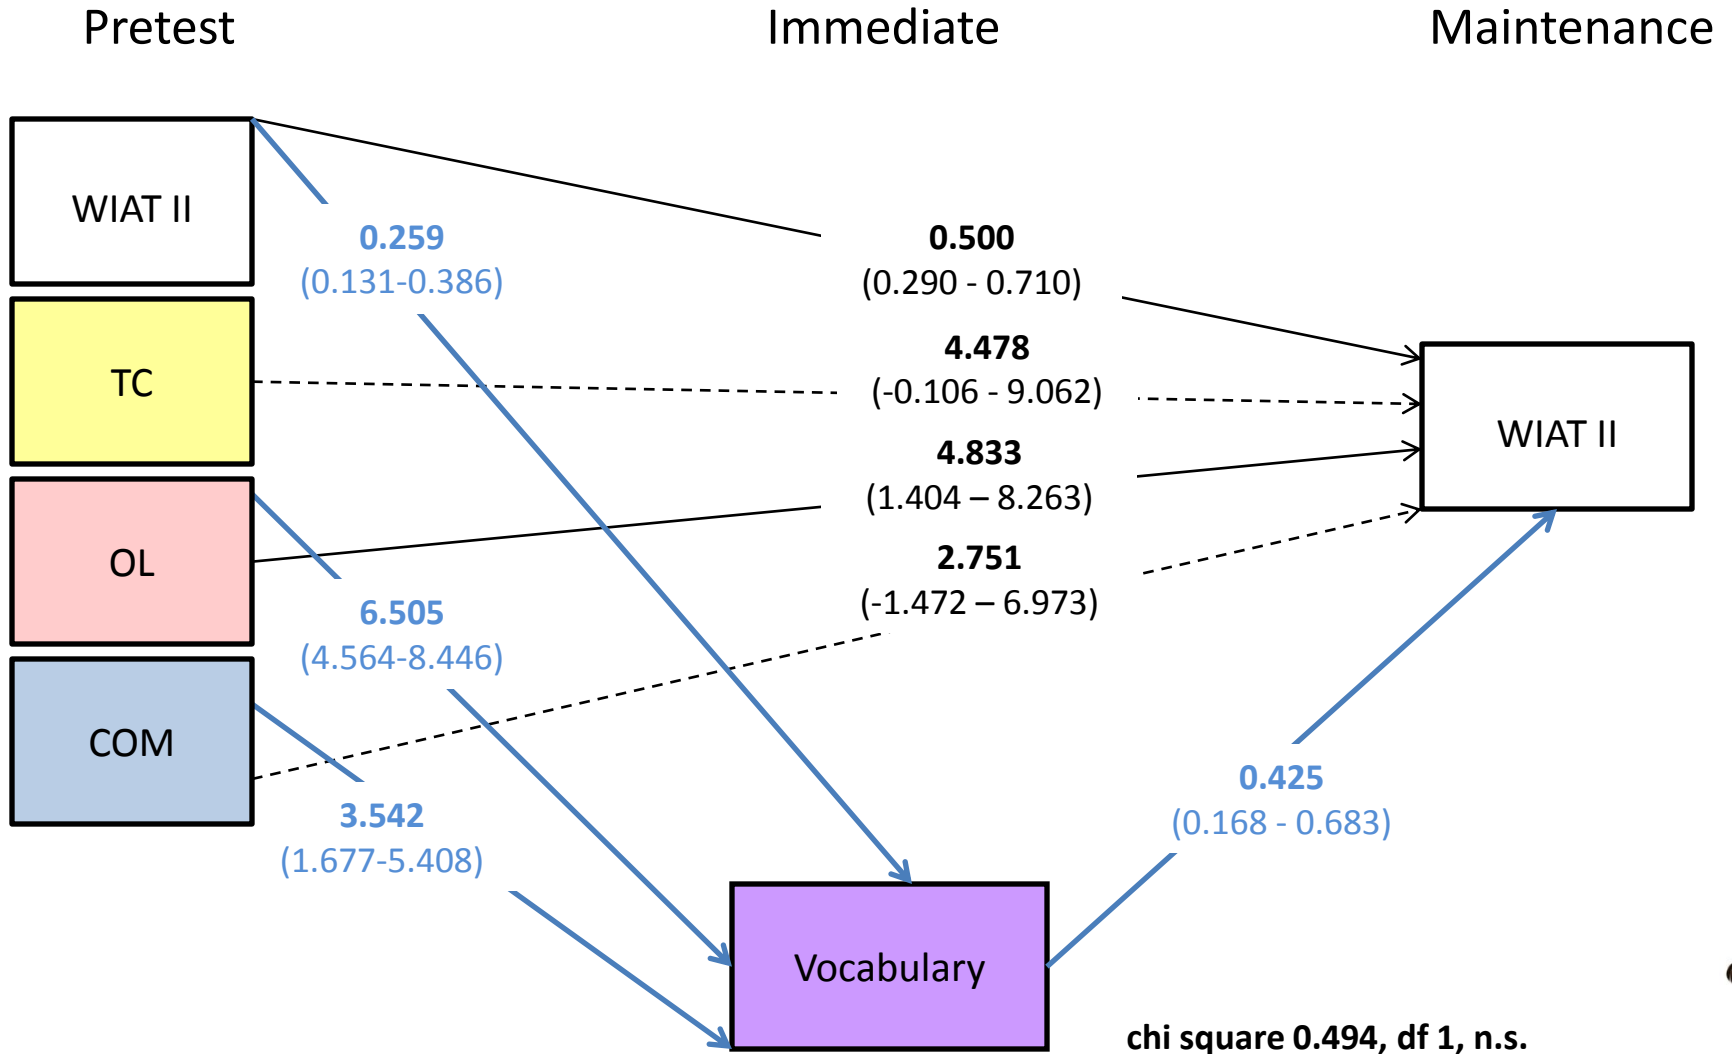 Pretest
Immediate
Maintenance
WIAT II
TC
OL
COM
0.259
(0.131-0.386)
6.505
(4.564-8.446)
3.542
(1.677-5.408)
0.500
(0.290 - 0.710)
4.478
(-0.106 - 9.062)
4.833
(1.404 – 8.263)
2.751
(-1.472 – 6.973)
WIAT II
0.425
(0.168 - 0.683)
Vocabulary
chi square 0.494, df 1, n.s.